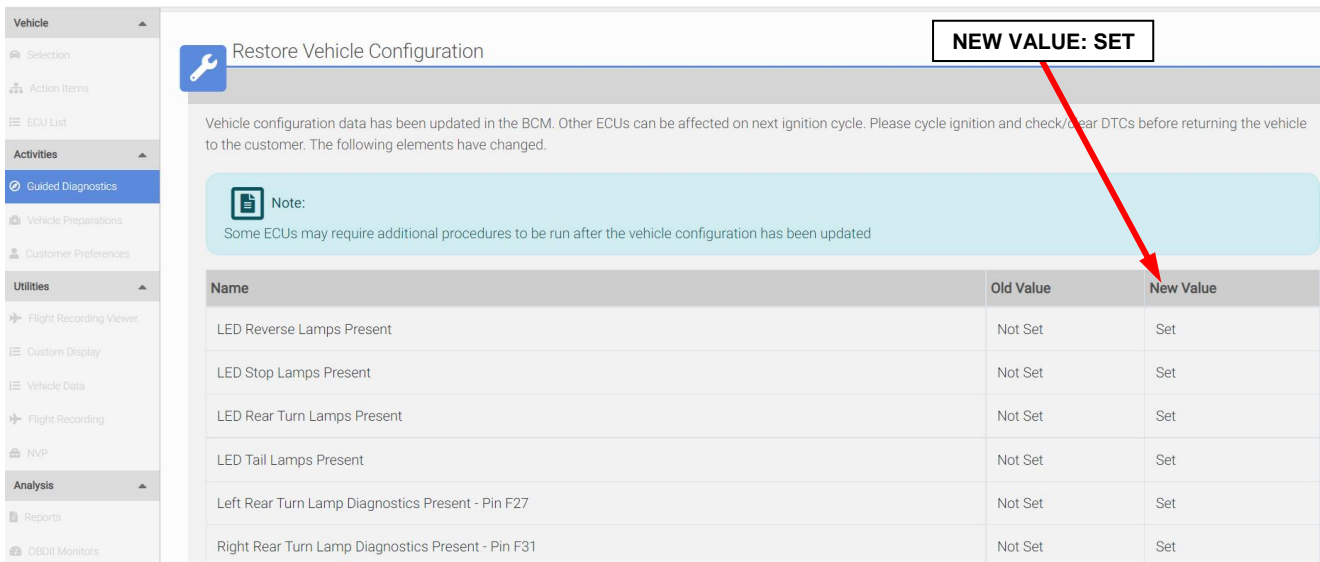 Vehicle
Selection
Action Items
ECU List
Activities
Guided Diagnostics
Vehicle Preparations
Customer Preferences
Utilities
Flight Recording Viewer
Custom Display
Vehicle Data
Flight Recording
NVP
Analysis
Reports
OBDII Monitors
NEW VALUE: SET
Restore Vehicle Configuration
Vehicle configuration data has been updated in the BCM. Other ECUs can be affected on next ignition cycle. Please cycle ignition and check/clear DTCs before returning the vehicle
to the customer. The following elements have changed.
Note:
Some ECUs may require additional procedures to be run after the vehicle configuration has been updated
Name Old Value New Value
LED Reverse Lamps Present Not Set Set
LED Stop Lamps Present Not Set Set
LED Rear Turn Lamps Present Not Set Set
LED Tail Lamps Present Not Set Set
Left Rear Turn Lamp Diagnostics Present - Pin F27 Not Set Set
Right Rear Turn Lamp Diagnostics Present - Pin F31 Not Set Set